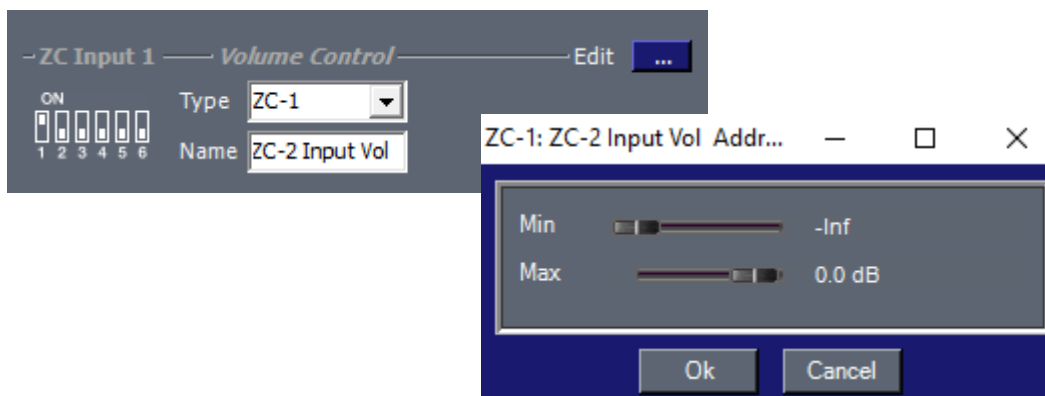 ZC Input 1 Volume Control Edit ...
ON
Type ZC-1
1 2 3 4 5 6
Name ZC-2 Input Vol
ZC-1: ZC-2 Input Vol Addr...
Min -Inf
Max 0.0 dB
Ok Cancel